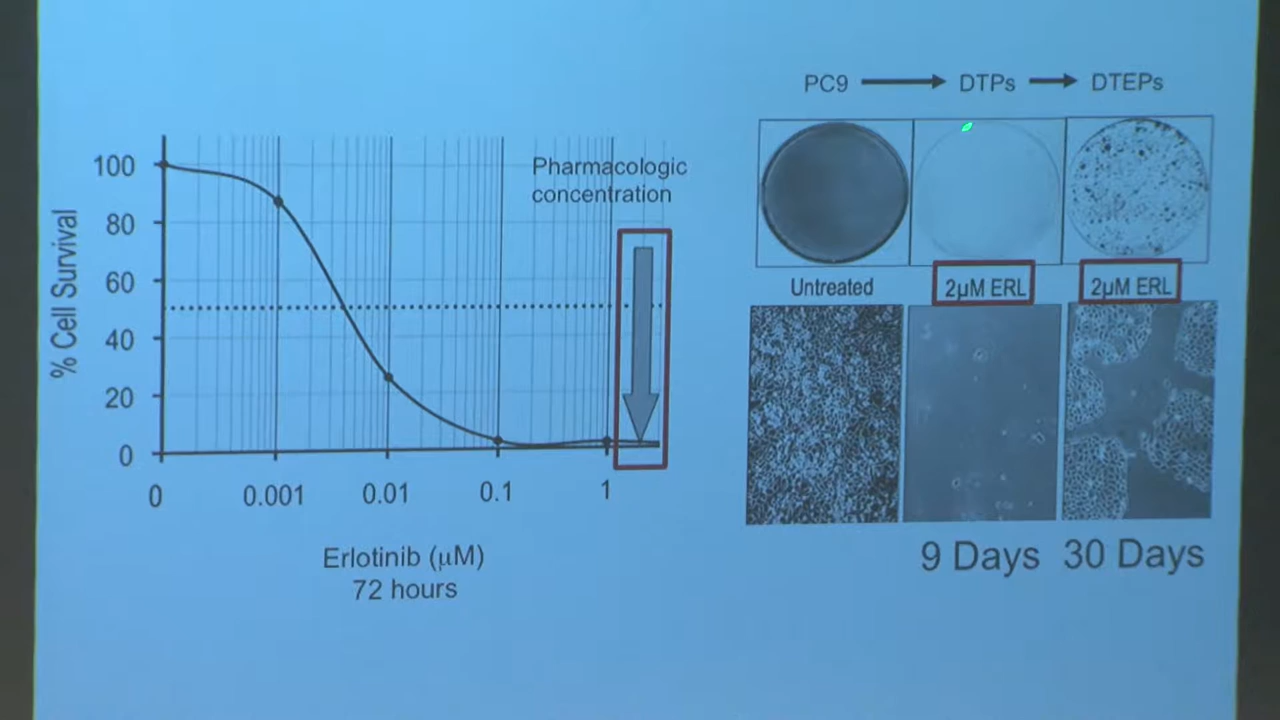 Pharmacologic
concentration
% Cell Survival
100
80
60
40
20
0
0 0.001 0.01 0.1 1
Erlotinib (μM)
72 hours
PC9 DTPs DTEPs
Untreated 2μM ERL 2μM ERL
9 Days 30 Days